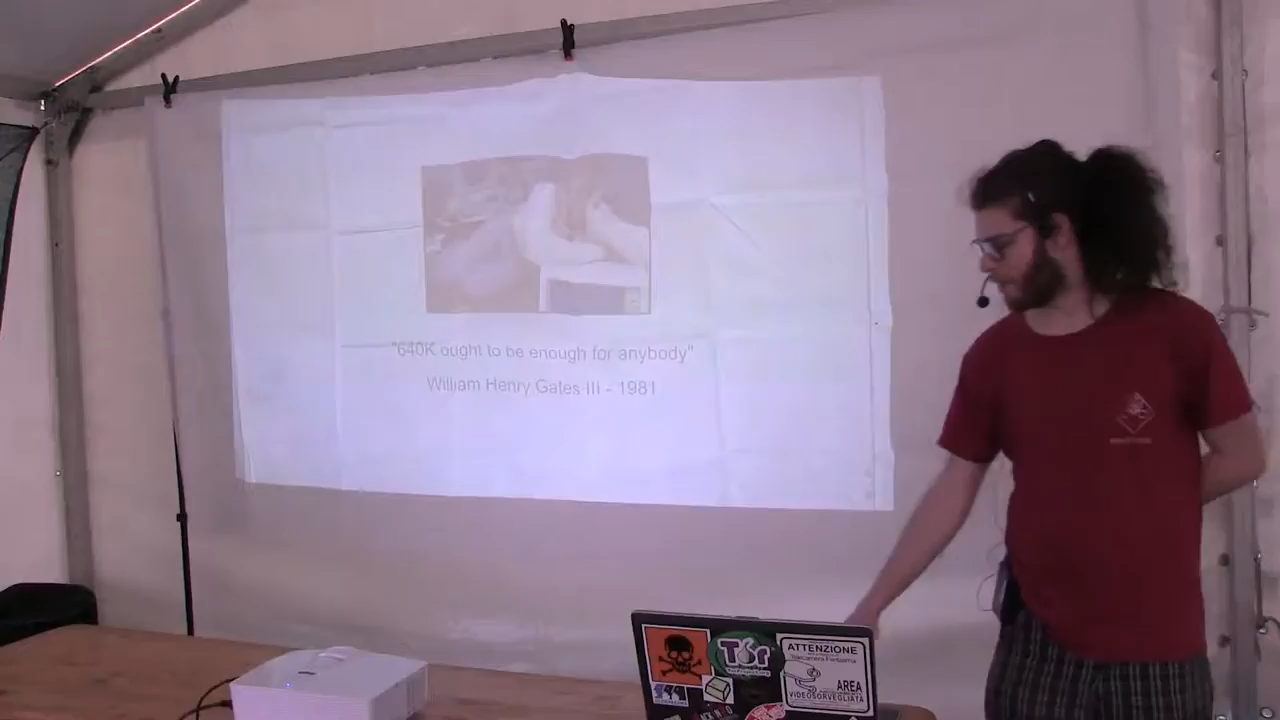 "640K ought to be enough for anybody"
William Henry Gates III - 1981
Tor
ATTENZIONE
AREA
VIDEOSORVEGLIATA